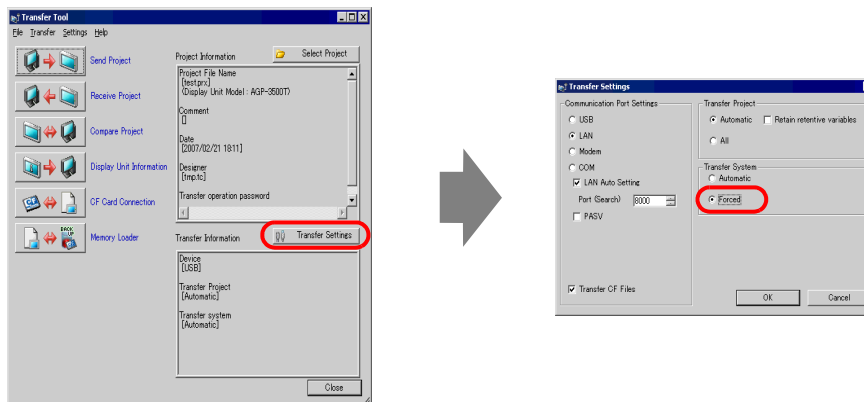 Transfer Tool
File Transfer Settings Help
Send Project
Receive Project
Compare Project
Display Unit Information
CF Card Connection
BACK UP
Memory Loader
Project Information
Select Project
Project File Name
[testprx]
(Display Unit Model : AGP-3500T)
Comment
[]
Date
[2007/02/21 18:11]
Designer
[tmp.tc]
Transfer operation password
Transfer Information
Transfer Settings
Device
[USB]
Transfer Project
[Automatic]
Transfer system
[Automatic]
Close
Transfer Settings
Communication Port Settings
USB
LAN
Modem
COM
LAN Auto Setting
Port (Search) 8000
PASV
Transfer CF Files
Transfer Project
Automatic Retain retentive variables
All
Transfer System
Automatic
Forced
OK Cancel